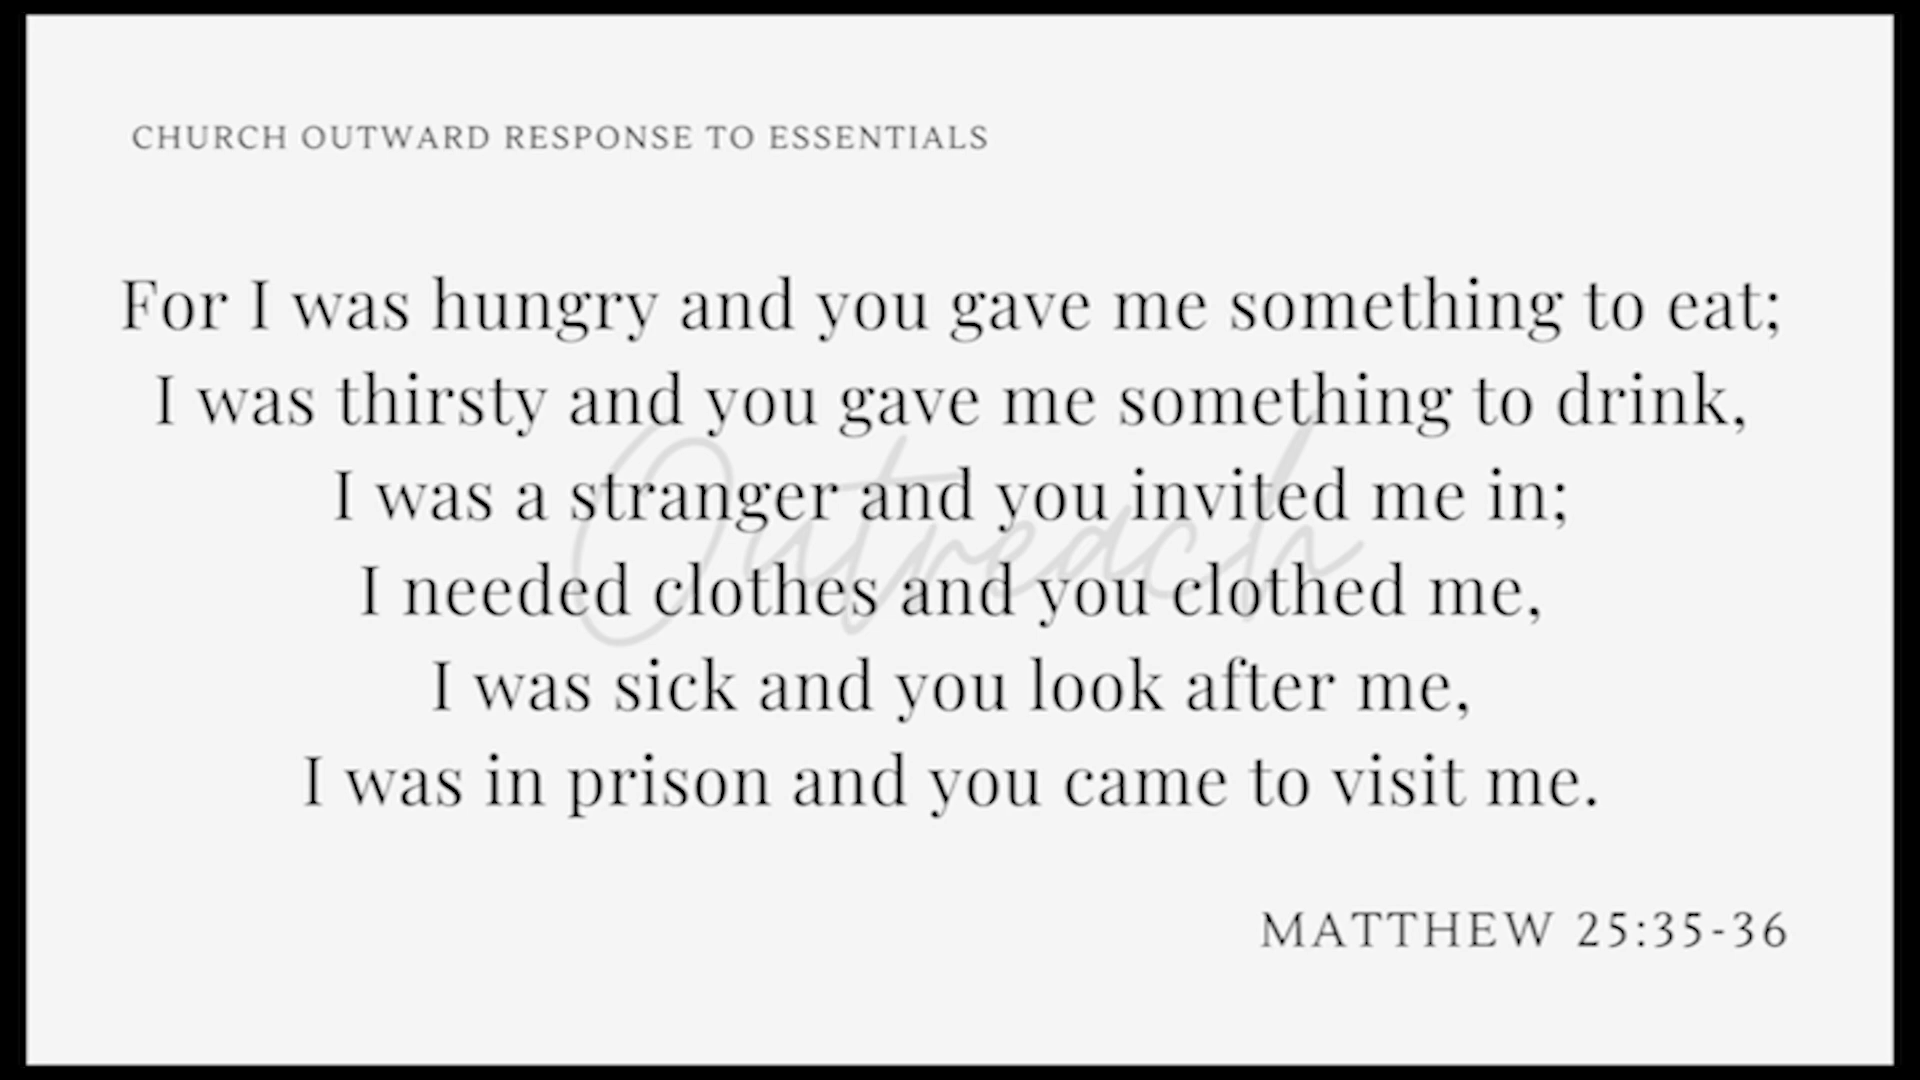 CHURCH OUTWARD RESPONSE TO ESSENTIALS
For I was hungry and you gave me something to eat;
I was thirsty and you gave me something to drink,
I was a stranger and you invited me in;
Outreach
I needed clothes and you clothed me,
I was sick and you look after me,
I was in prison and you came to visit me.
MATTHEW 25:35-36